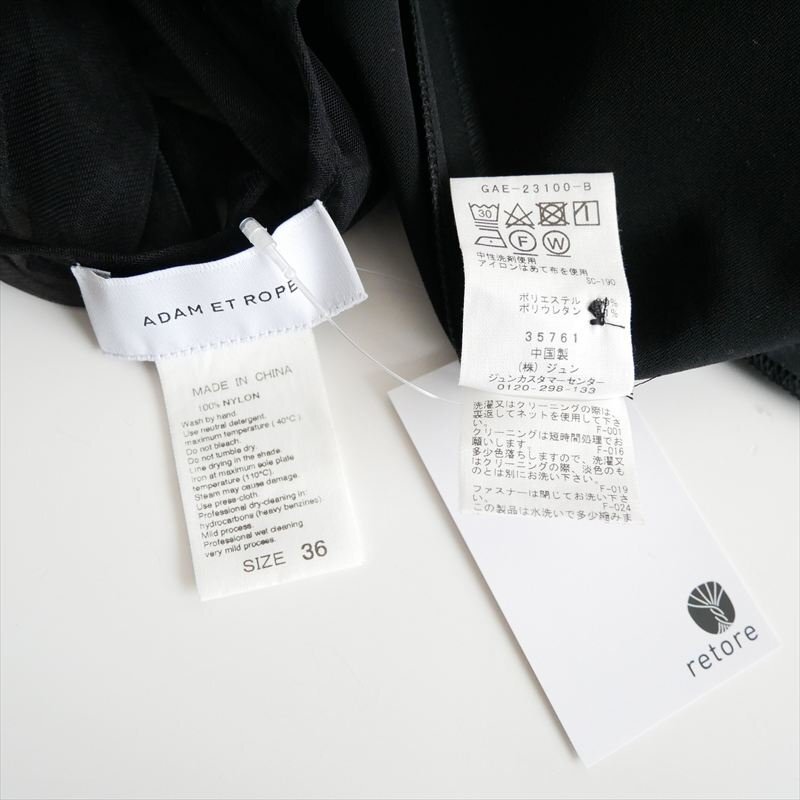 ADAM ET ROPE
MADE IN CHINA
100% NYLON
Wash by hand.
Use neutral detergent.
maximum temperature ( 40°C)
Do not bleach.
Do not tumble dry.
Line drying in the shade
Iron at maximum sole plate
temperature (110°C).
Steam may cause damage.
Use press-cloth.
Professional dry-cleaning in
hydrocarbons (heavy benzines)
Mild process.
Professional wet cleaning
very mild process.
SIZE 36
GAE-23100-B
30
F W
中性洗剤使用
アイロンはあて布を使用
SC-190
ポリエステル
ポリウレタン
35761
中国製
(株) ジュン
ジュンカスタマーセンター
0120-298-133
洗濯又はクリーニングの際は、
裏返してネットを使用して下さ
い。 F-001
クリーニングは短時間処理でお
願いします。 F-016
多少色落ちしますので、洗濯又
はクリーニングの際、淡色のも
のとは別にお洗い下さい。
F-019
ファスナーは閉じてお洗い下さ
い。 F-024
この製品は水洗いで多少縮みま
retore